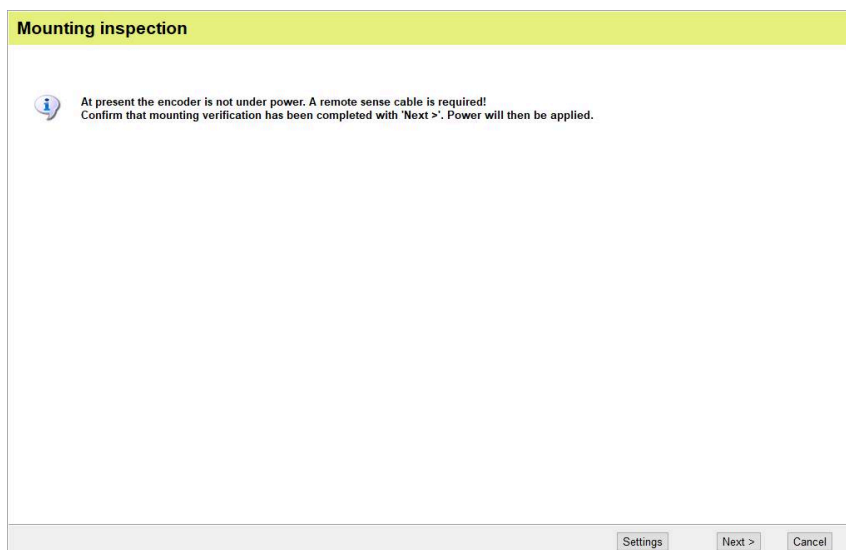 Mounting inspection
At present the encoder is not under power. A remote sense cable is required!
Confirm that mounting verification has been completed with 'Next >'. Power will then be applied.
Settings Next > Cancel